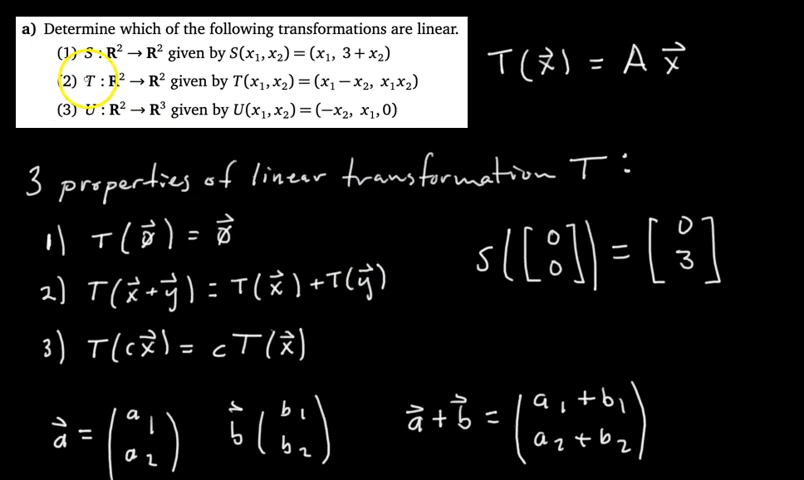 a) Determine which of the following transformations are linear.
(1) S : R² → R² given by S(x₁, x₂) = (x₁, 3 + x₂)
(2) T : R² → R² given by T(x₁, x₂) = (x₁ − x₂, x₁x₂)
(3) U : R² → R³ given by U(x₁, x₂) = (−x₂, x₁, 0)
T(x⃗) = A x⃗
3 properties of linear transformation T :
1) T(0⃗) = 0⃗
S([0 0]) = [0 3]
2) T(x⃗+y⃗) = T(x⃗)+T(y⃗)
3) T(cx⃗) = cT(x⃗)
a⃗ = (a₁ a₂) b⃗ (b₁ b₂) a⃗+b⃗ = (a₁+b₁ a₂+b₂)